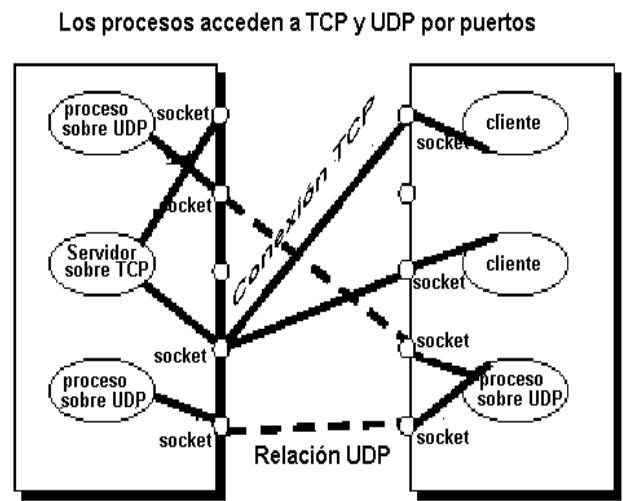 Los procesos acceden a TCP y UDP por puertos
proceso
sobre UDP
socket
socket
Servidor
sobre TCP
socket
proceso
sobre UDP
socket
Conexión TCP
Relación UDP
socket
cliente
cliente
socket
socket
proceso
sobre UDP
socket